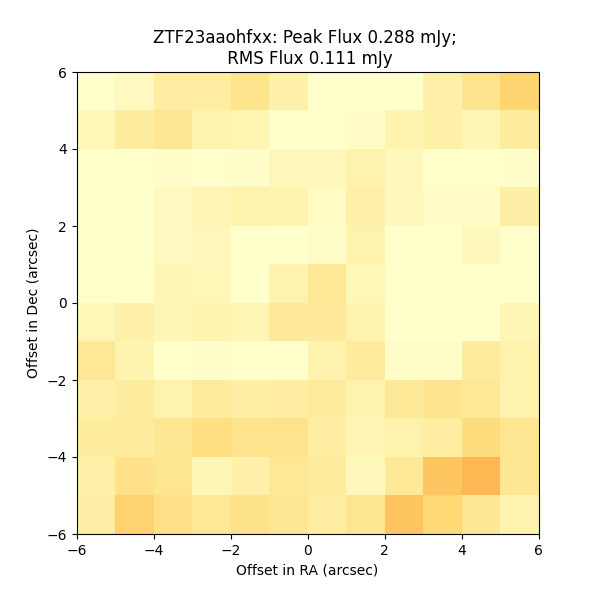 ZTF23aaohfxx: Peak Flux 0.288 mJy;
RMS Flux 0.111 mJy
6
4
2
0
−2
−4
−6
Offset in Dec (arcsec)
−6 −4 −2 0 2 4 6
Offset in RA (arcsec)